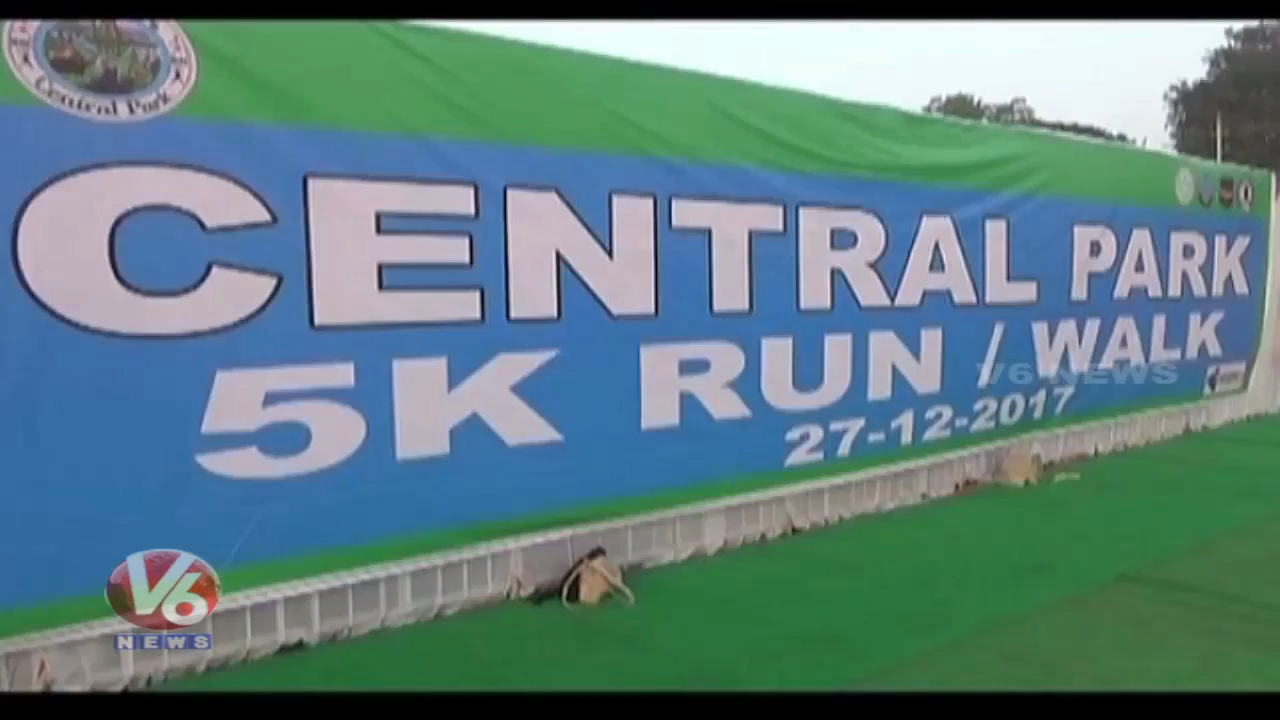 Central Park
CENTRAL PARK
5K RUN / WALK
27-12-2017
V6 NEWS
V6
NEWS